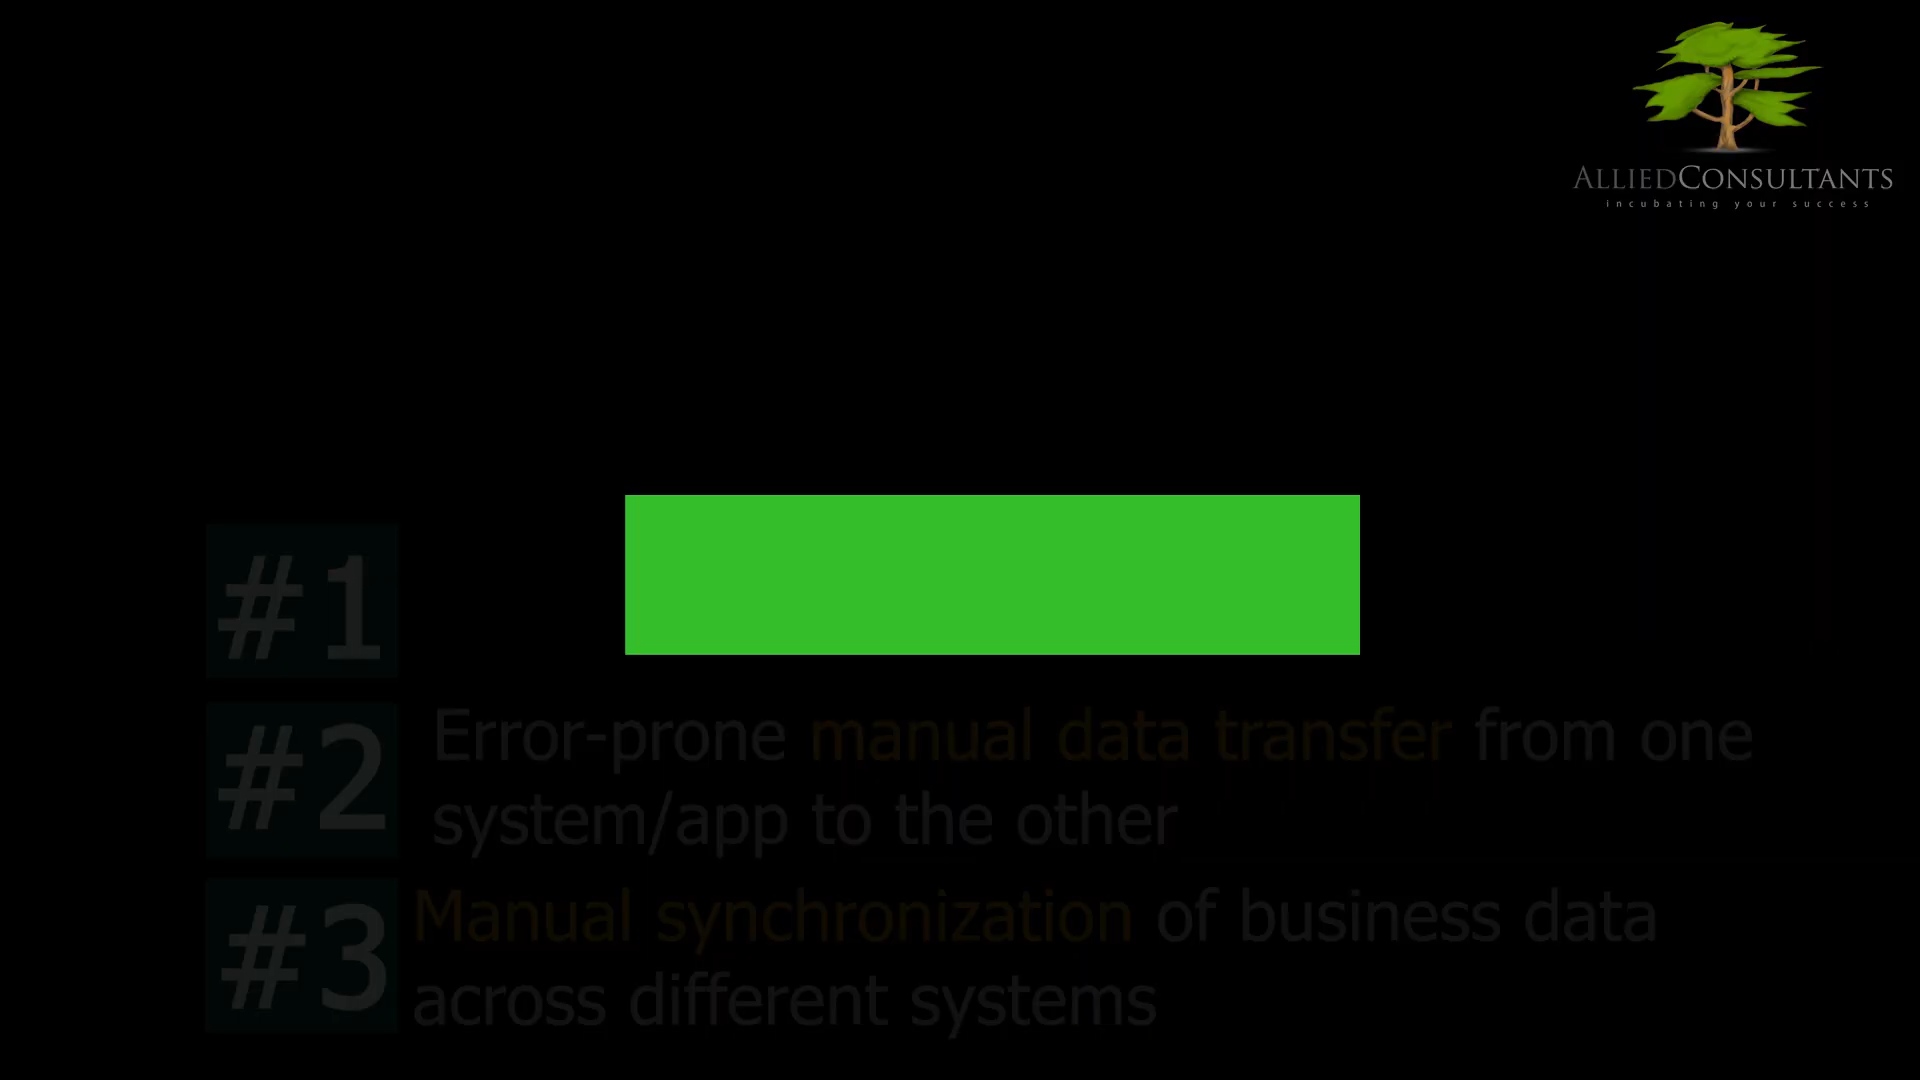 ALLIEDCONSULTANTS
incubating your success
#1
#2
Error-prone manual data transfer from one
system/app to the other
#3
Manual synchronization of business data
across different systems